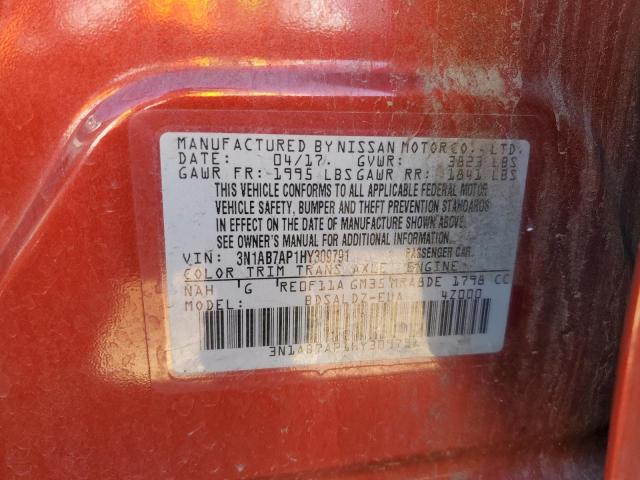 MANUFACTURED BY NISSAN MOTOR CO., LTD.
DATE: 04/17 GVWR: 3823 LBS
GAWR FR: 1995 LBS GAWR RR: 1841 LBS
THIS VEHICLE CONFORMS TO ALL APPLICABLE FEDERAL MOTOR
VEHICLE SAFETY, BUMPER AND THEFT PREVENTION STANDARDS
IN EFFECT ON THE DATE OF MANUFACTURE SHOWN ABOVE.
SEE OWNER'S MANUAL FOR ADDITIONAL INFORMATION
VIN: 3N1AB7AP1HY309791 PASSENGER CAR
COLOR TRIM TRANS AXLE ENGINE
NAH G RE0F11A GM35 MRA8DE 1798 CC
MODEL: BDSALDZ-EUA 4Z000
3N1AB7AP1HY309791